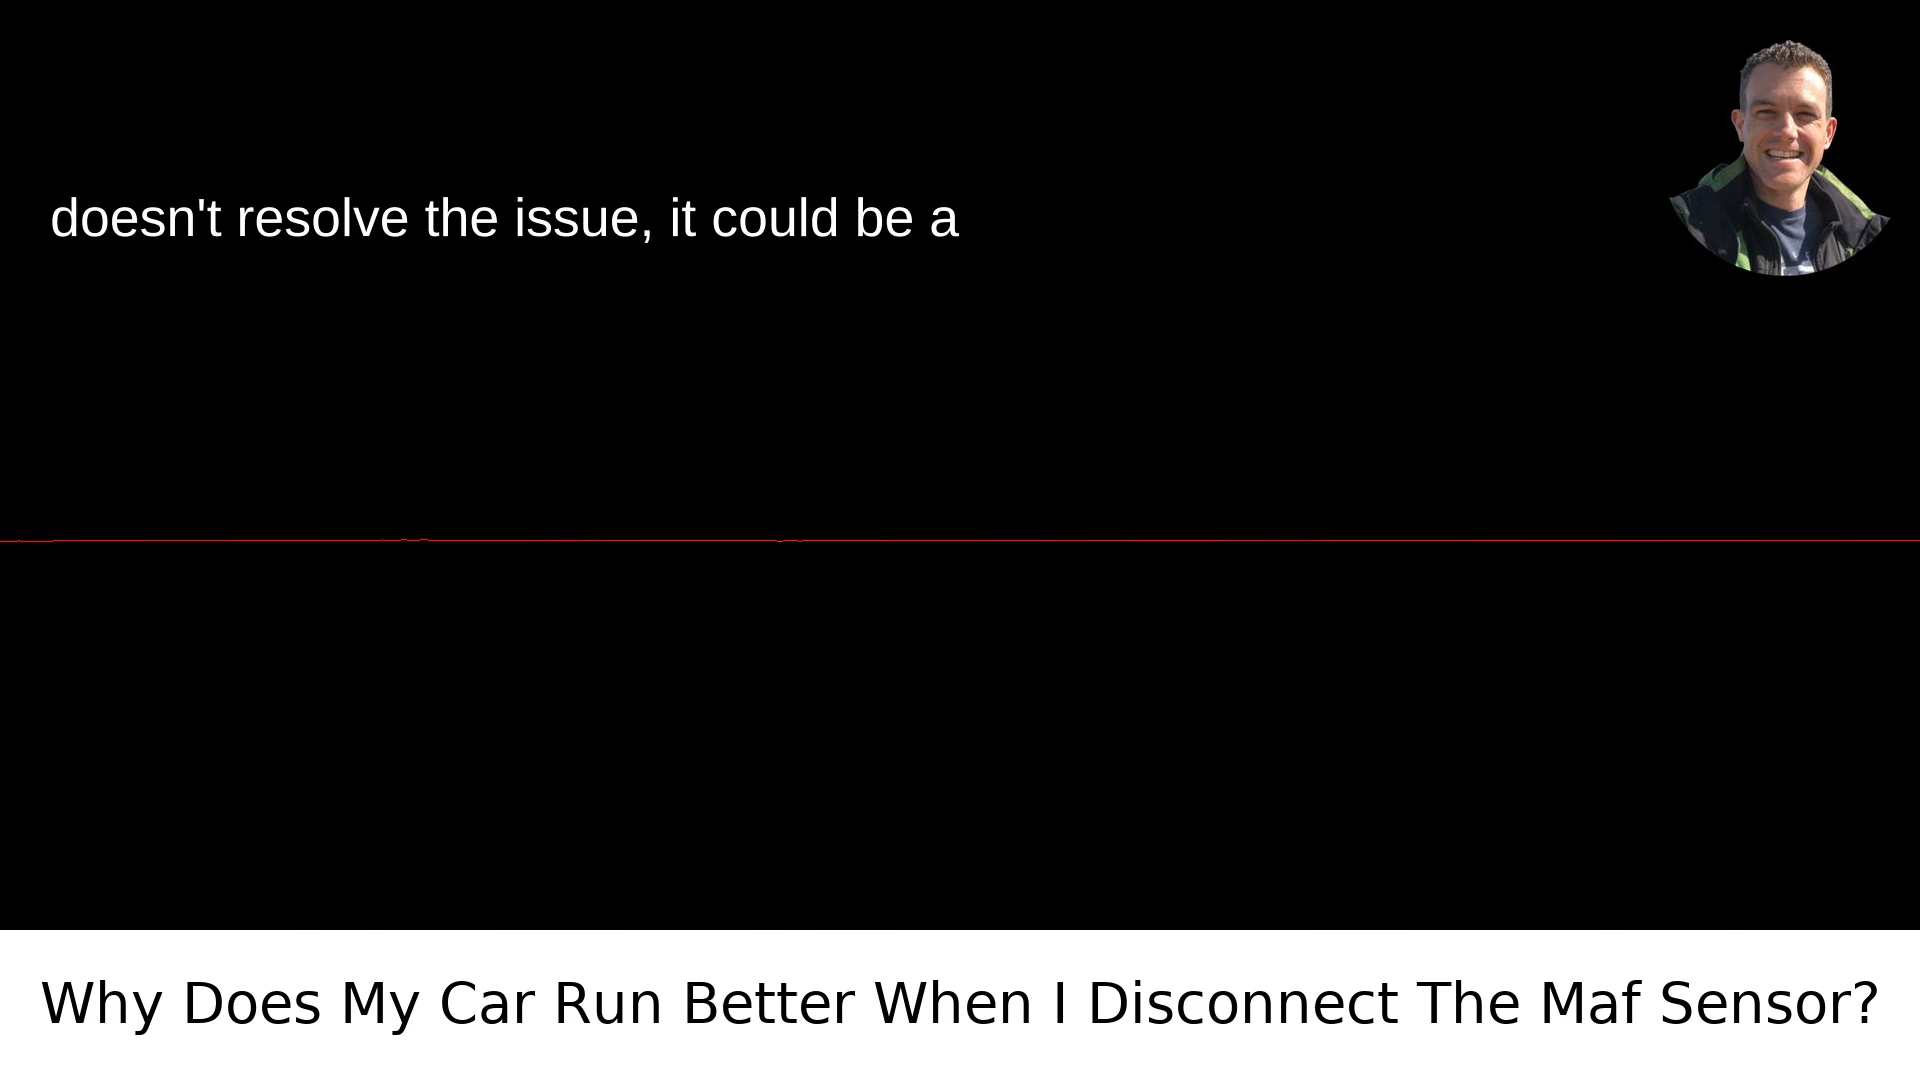 doesn't resolve the issue, it could be a
Why Does My Car Run Better When I Disconnect The Maf Sensor?